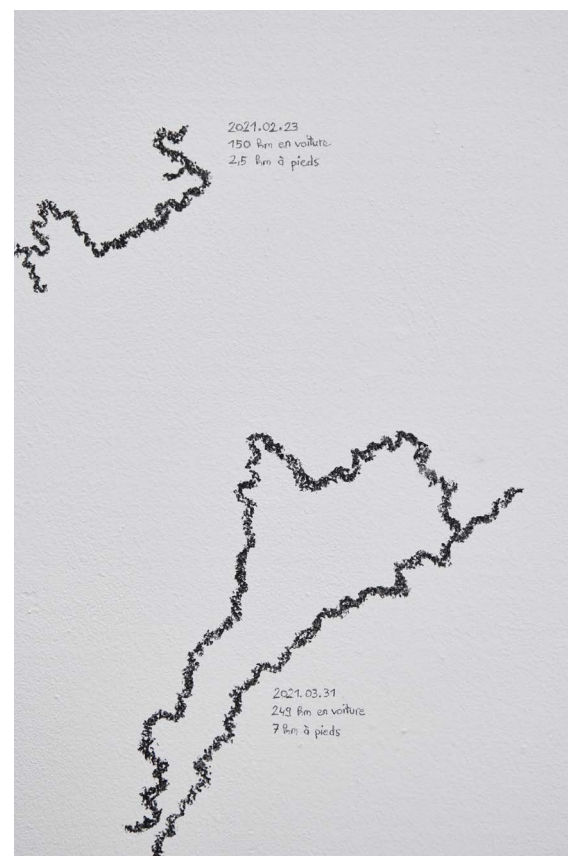 2021.02.23
150 km en voiture
2,5 km à pieds
2021.03.31
249 km en voiture
7 km à pieds